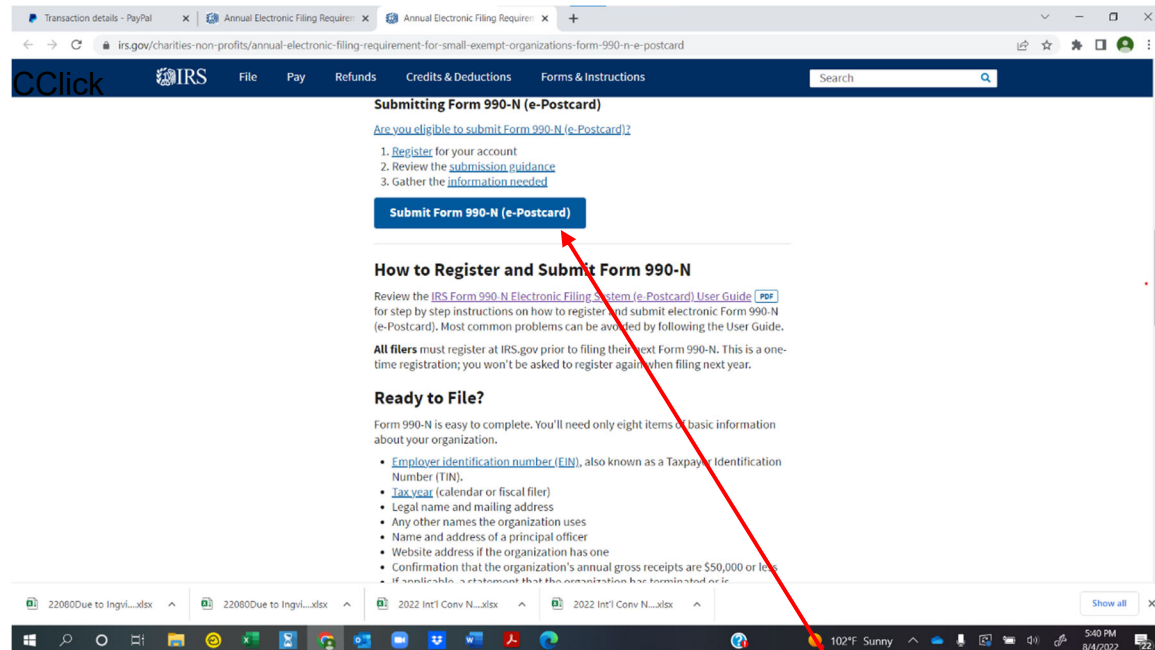 Transaction details - PayPal
Annual Electronic Filing Requirem
Annual Electronic Filing Requirem
irs.gov/charities-non-profits/annual-electronic-filing-requirement-for-small-exempt-organizations-form-990-n-e-postcard
CClick
IRS File Pay Refunds Credits & Deductions Forms & Instructions Search
Submitting Form 990-N (e-Postcard)
Are you eligible to submit Form 990-N (e-Postcard)?
1. Register for your account
2. Review the submission guidance
3. Gather the information needed
Submit Form 990-N (e-Postcard)
How to Register and Submit Form 990-N
Review the IRS Form 990-N Electronic Filing System (e-Postcard) User Guide PDF
for step by step instructions on how to register and submit electronic Form 990-N
(e-Postcard). Most common problems can be avoided by following the User Guide.
All filers must register at IRS.gov prior to filing their next Form 990-N. This is a one-
time registration; you won't be asked to register again when filing next year.
Ready to File?
Form 990-N is easy to complete. You'll need only eight items of basic information
about your organization.
• Employer identification number (EIN), also known as a Taxpayer Identification
Number (TIN).
• Tax year (calendar or fiscal filer)
• Legal name and mailing address
• Any other names the organization uses
• Name and address of a principal officer
• Website address if the organization has one
• Confirmation that the organization's annual gross receipts are $50,000 or less
• If applicable, a statement that the organization has terminated or is
22080Due to Ingvi....xlsx
22080Due to Ingvi....xlsx
2022 Int'l Conv N....xlsx
2022 Int'l Conv N....xlsx
Show all
102°F Sunny
5:40 PM
8/4/2022
22